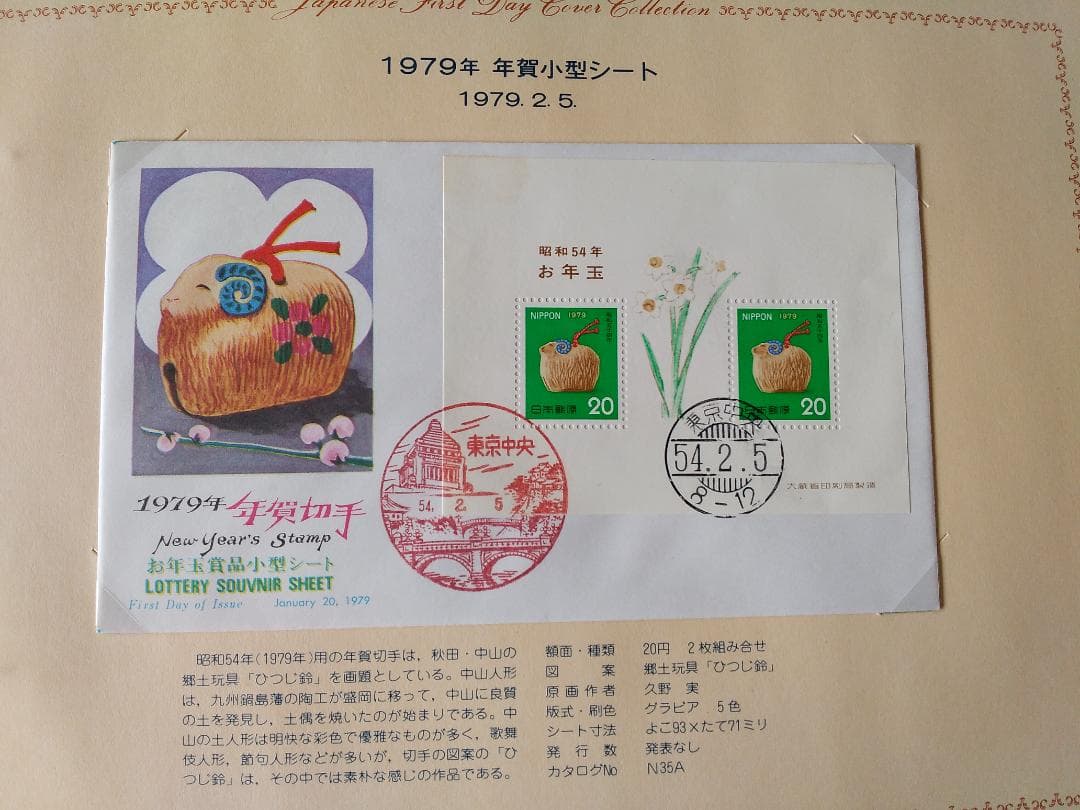 Japanese First Day Cover Collection
1979年 年賀小型シート
1979. 2. 5.
昭和54年
お年玉
NIPPON 1979
昭和五十四年
日本郵便 20
NIPPON 1979
昭和五十四年
日本郵便 20
大蔵省印刷局製造
東京中央
54. 2 5
東京中央
54. 2. 5
8-12
1979年 年賀切手
New Year's Stamp
お年玉賞品小型シート
LOTTERY SOUVNIR SHEET
First Day of Issue January 20, 1979
昭和54年(1979年)用の年賀切手は,秋田・中山の
郷土玩具「ひつじ鈴」を画題としている。中山人形
は,九州鍋島藩の陶工が盛岡に移って,中山に良質
の土を発見し,土偶を焼いたのが始まりである。中
山の土人形は明快な彩色で優雅なものが多く,歌舞
伎人形,節句人形などが多いが,切手の図案の「ひ
つじ鈴」は,その中では素朴な感じの作品である。
額面・種類 20円 2枚組み合せ
図案 郷土玩具「ひつじ鈴」
原画作者 久野 実
版式・刷色 グラビア 5色
シート寸法 よこ93×たて71ミリ
発行数 発表なし
カタログNo N35A